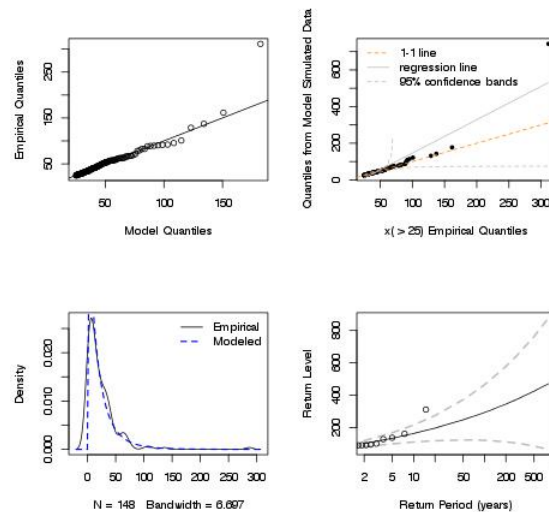 Empirical Quantiles
50
150
250
50
100
150
Model Quantiles
Quantiles from Model Simulated Data
0
200
400
600
1-1 line
regression line
95% confidence bands
50
100
150
200
250
300
x( > 25) Empirical Quantiles
Density
0.000
0.010
0.020
Empirical
Modeled
0
50
100
150
200
250
300
N = 148 Bandwidth = 6.697
Return Level
200
400
600
800
2
5
10
50
100
200
500
Return Period (years)